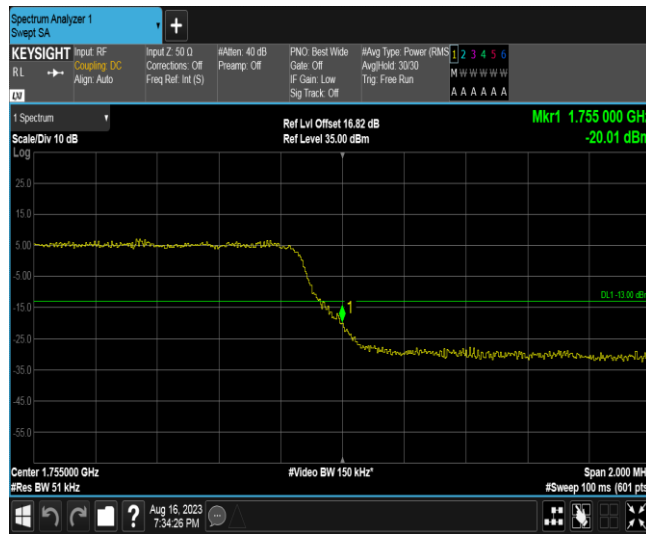 Spectrum Analyzer 1
Swept SA
+
KEYSIGHT Input: RF Input Z: 50 Ω #Atten: 40 dB PNO: Best Wide #Avg Type: Power (RMS 1 2 3 4 5 6
RL Coupling: DC Corrections: Off Preamp: Off Gate: Off Avg|Hold: 30/30 M W W W W W
Align: Auto Freq Ref: Int (S) IF Gain: Low Trig: Free Run
LXI Sig Track: Off A A A A A A
1 Spectrum Ref Lvl Offset 16.82 dB Mkr1 1.755 000 GH
Scale/Div 10 dB Ref Level 35.00 dBm -20.01 dBm
Log
25.0
15.0
5.00
-5.00
DL1 -13.00 dBm
-15.0
1
-25.0
-35.0
-45.0
-55.0
Center 1.755000 GHz #Video BW 150 kHz* Span 2.000 MH
#Res BW 51 kHz #Sweep 100 ms (601 pts
? Aug 16, 2023
7:34:26 PM